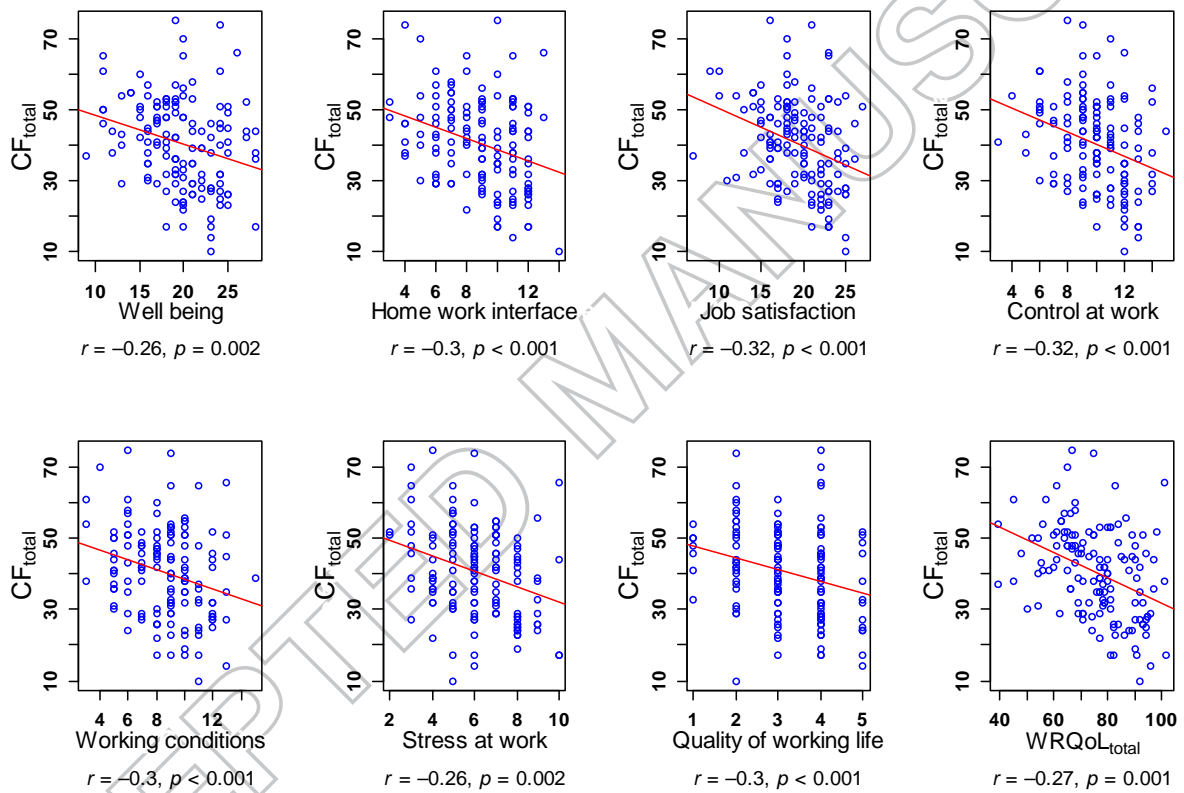 CFtotal
70
50
30
10
10 15 20 25
Well being
r = −0.26, p = 0.002
CFtotal
70
50
30
10
4 6 8 10 12
Home work interface
r = −0.3, p < 0.001
CFtotal
70
50
30
10
10 15 20 25
Job satisfaction
r = −0.32, p < 0.001
CFtotal
70
50
30
10
4 6 8 12
Control at work
r = −0.32, p < 0.001
CFtotal
70
50
30
10
4 6 8 12
Working conditions
r = −0.3, p < 0.001
CFtotal
70
50
30
10
2 4 6 8 10
Stress at work
r = −0.26, p = 0.002
CFtotal
70
50
30
10
1 2 3 4 5
Quality of working life
r = −0.3, p < 0.001
CFtotal
70
50
30
10
40 60 80 100
WRQoLtotal
r = −0.27, p = 0.001
EPTED MANUSC